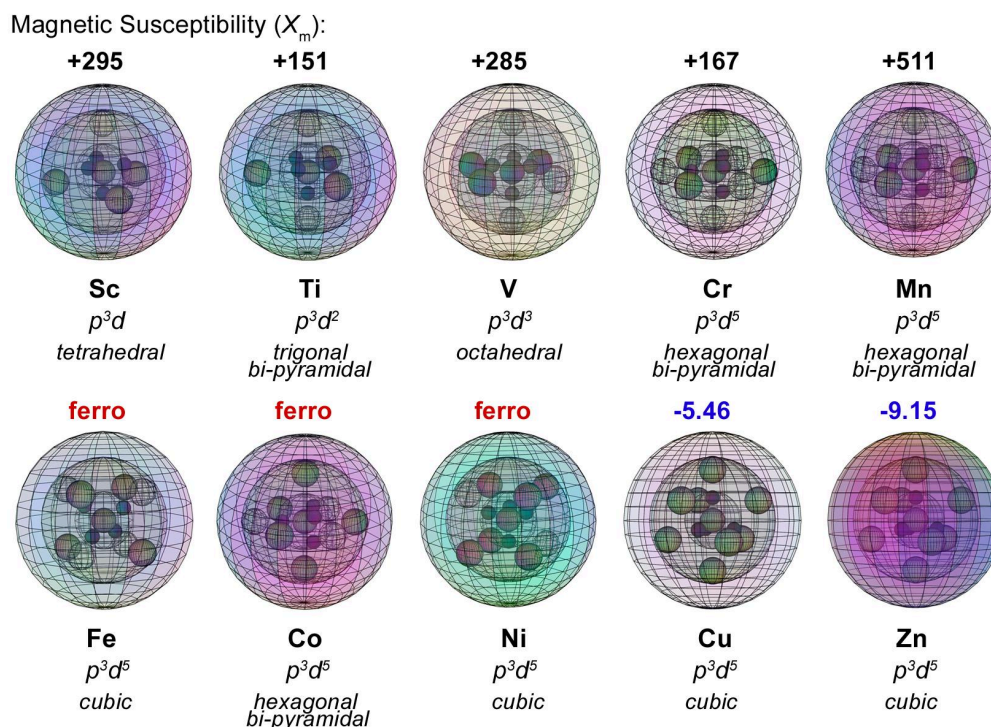 Magnetic Susceptibility (Xm):
+295 +151 +285 +167 +511
Sc Ti V Cr Mn
p³d p³d² p³d³ p³d⁵ p³d⁵
tetrahedral trigonal bi-pyramidal octahedral hexagonal bi-pyramidal hexagonal bi-pyramidal
ferro ferro ferro -5.46 -9.15
Fe Co Ni Cu Zn
p³d⁵ p³d⁵ p³d⁵ p³d⁵ p³d⁵
cubic hexagonal bi-pyramidal cubic cubic cubic